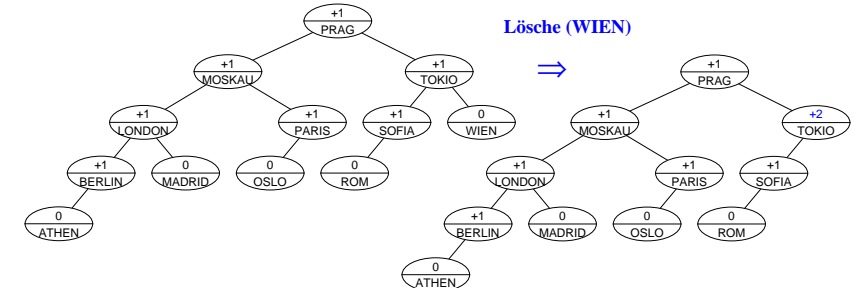 +1
PRAG
Lösche (WIEN)
+1
MOSKAU
+1
TOKIO
⇒
+1
PRAG
+1
LONDON
+1
PARIS
+1
SOFIA
0
WIEN
+1
MOSKAU
+2
TOKIO
+1
BERLIN
0
MADRID
0
OSLO
0
ROM
+1
LONDON
+1
PARIS
+1
SOFIA
0
ATHEN
+1
BERLIN
0
MADRID
0
OSLO
0
ROM
0
ATHEN